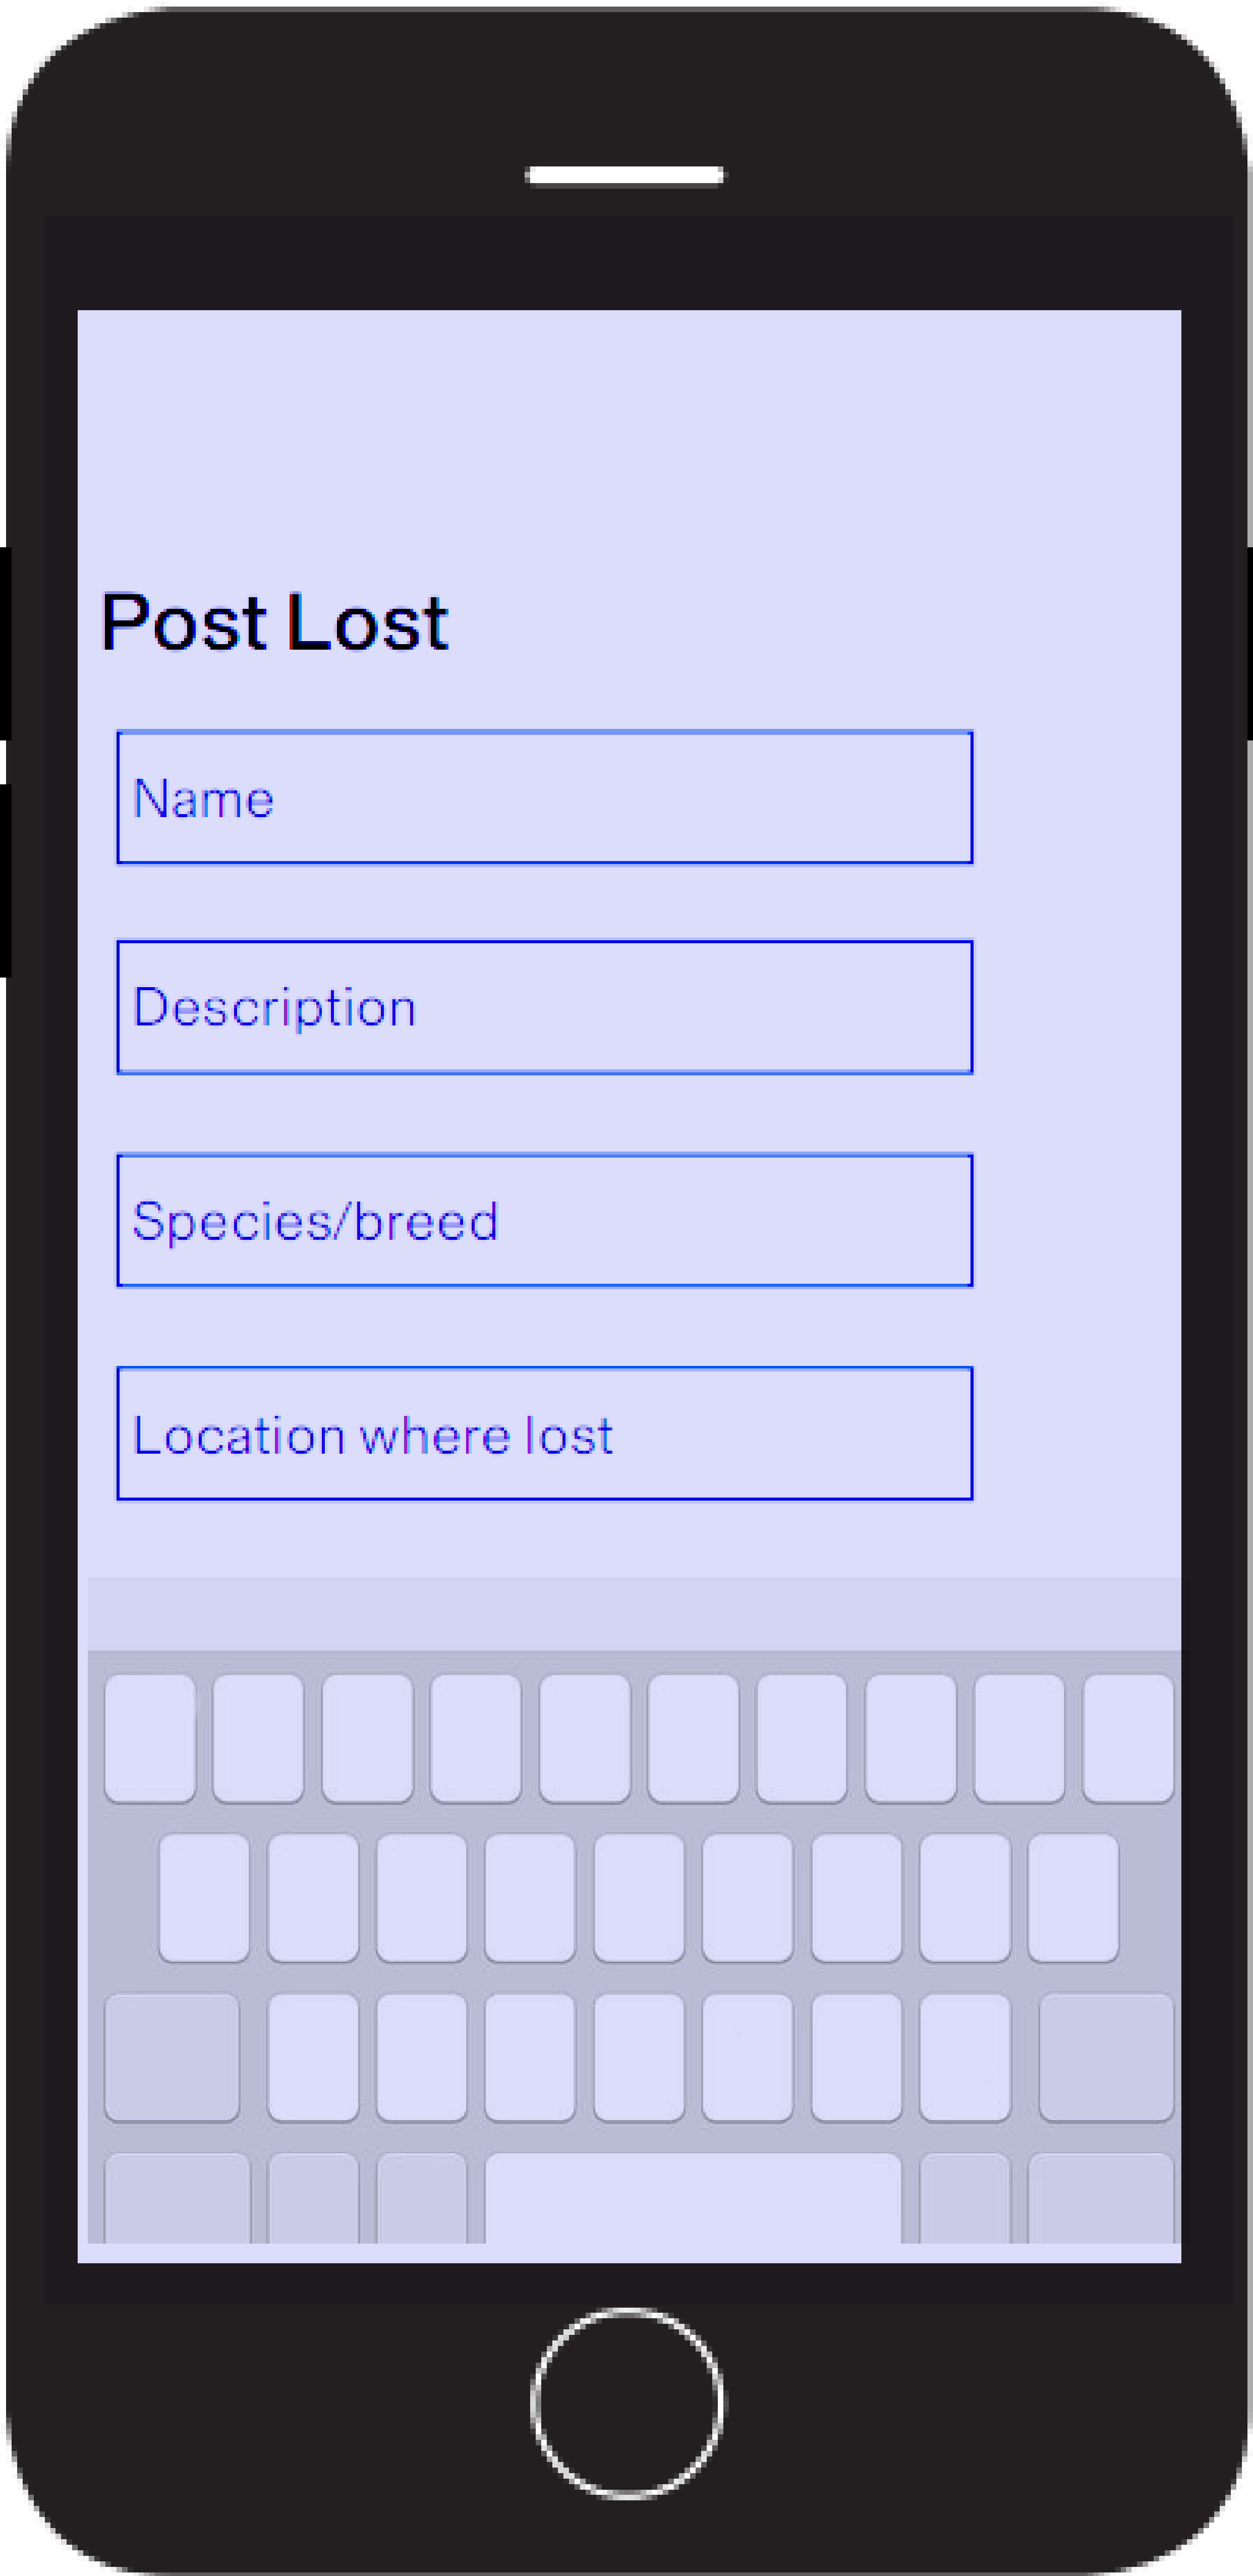 Post Lost
Name
Description
Species/breed
Location where lost